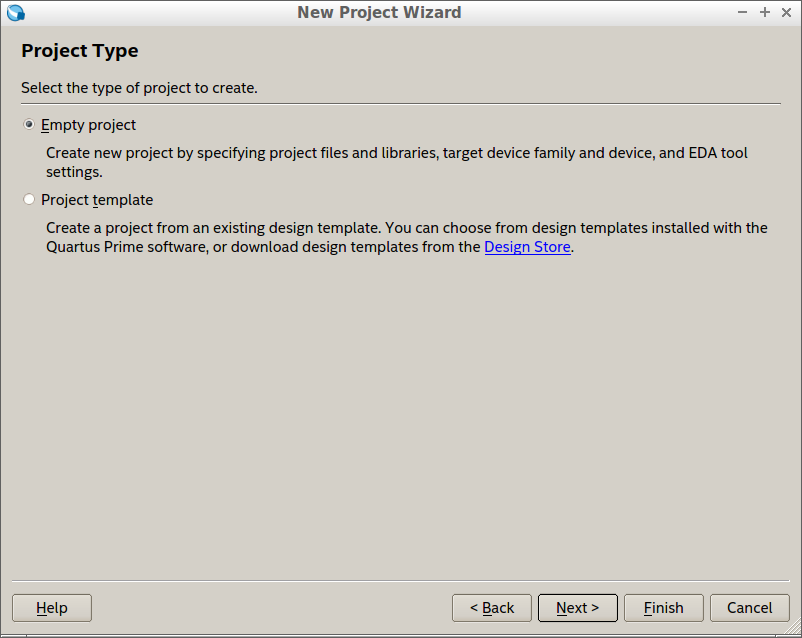 New Project Wizard
Project Type
Select the type of project to create.
Empty project
Create new project by specifying project files and libraries, target device family and device, and EDA tool
settings.
Project template
Create a project from an existing design template. You can choose from design templates installed with the
Quartus Prime software, or download design templates from the Design Store.
Help
< Back
Next >
Finish
Cancel